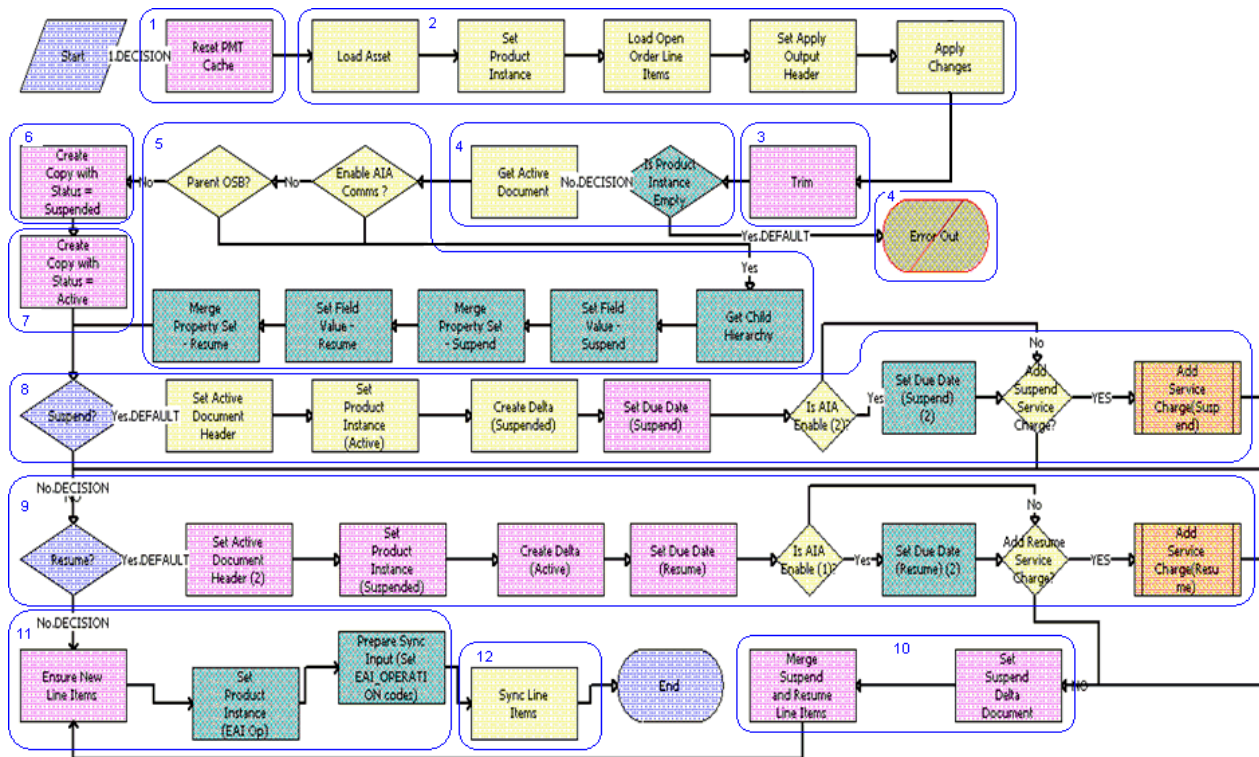 1
2
Start
1.DECISION
Reset PMT
Cache
Load Asset
Set
Product
Instance
Load Open
Order Line
Items
Set Apply
Output
Header
Apply
Changes
6
5
4
3
Create
Copy with
Status =
Suspended
No
Parent OSB?
No
Enable AIA
Comms ?
Get Active
Document
No.DECISION
Is Product
Instance
Empty
Trim
4
Yes.DEFAULT
Error Out
Yes
Create
Copy with
Status =
Active
7
Merge
Property Set
- Resume
Set Field
Value -
Resume
Merge
Property Set
- Suspend
Set Field
Value -
Suspend
Get Child
Hierarchy
8
Suspend?
Yes.DEFAULT
Set Active
Document
Header
Set
Product
Instance
(Active)
Create Delta
(Suspended)
Set Due Date
(Suspend)
Is AIA
Enable (2)?
Yes
Set Due Date
(Suspend)
(2)
No
Add
Suspend
Service
Charge?
YES
Add
Service
Charge(Susp
end)
No.DECISION
9
Resume?
Yes.DEFAULT
Set Active
Document
Header (2)
Set
Product
Instance
(Suspended)
Create Delta
(Active)
Set Due Date
(Resume)
Is AIA
Enable (1)?
Yes
Set Due Date
(Resume) (2)
No
Add Resume
Service
Charge?
YES
Add
Service
Charge(Resu
me)
No.DECISION
11
Ensure New
Line Items
Set
Product
Instance
(EAI Op)
Prepare Sync
Input (Set
EAI_OPERATI
ON codes)
12
Sync Line
Items
End
10
Merge
Suspend
and Resume
Line Items
Set
Suspend
Delta
Document
NO